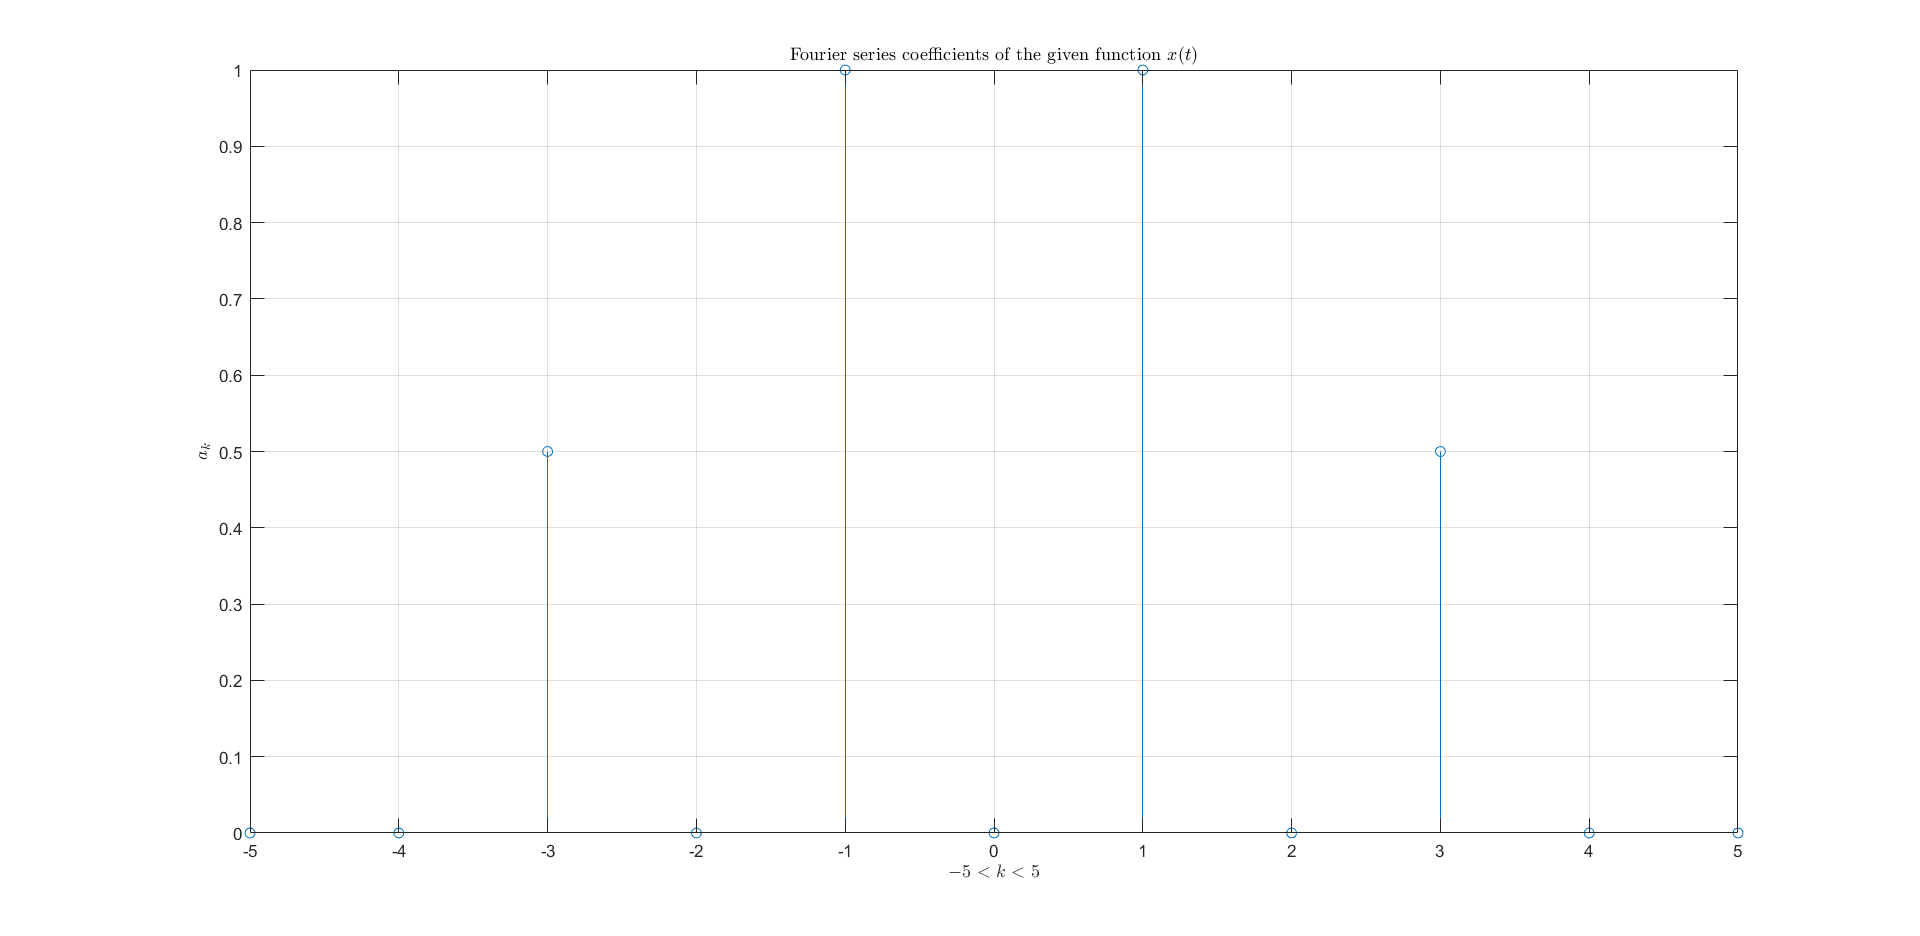 Fourier series coefficients of the given function x(t)
1
0.9
0.8
0.7
0.6
0.5
0.4
0.3
0.2
0.1
0
a_k
-5 -4 -3 -2 -1 0 1 2 3 4 5
−5 < k < 5